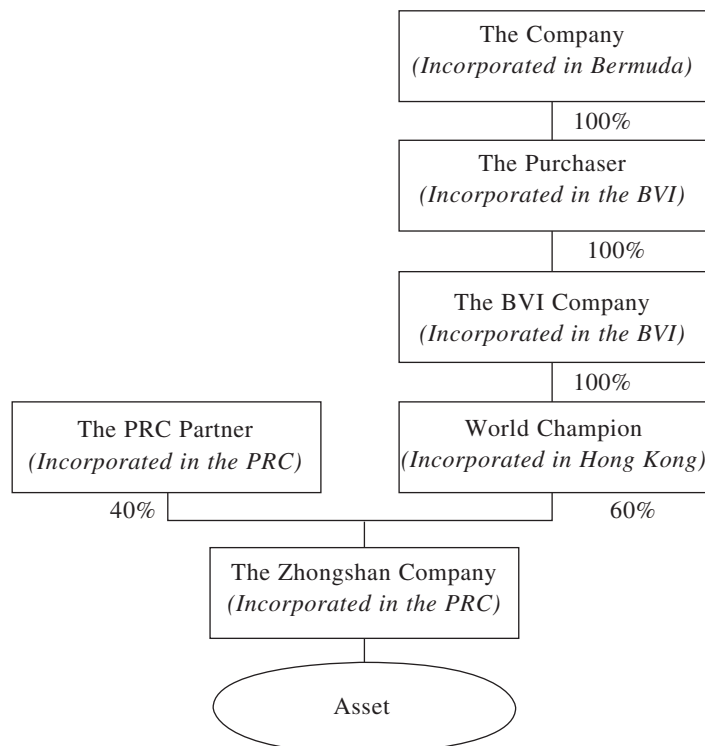 The Company
(Incorporated in Bermuda)
100%
The Purchaser
(Incorporated in the BVI)
100%
The BVI Company
(Incorporated in the BVI)
100%
The PRC Partner
(Incorporated in the PRC)
World Champion
(Incorporated in Hong Kong)
40%
60%
The Zhongshan Company
(Incorporated in the PRC)
Asset